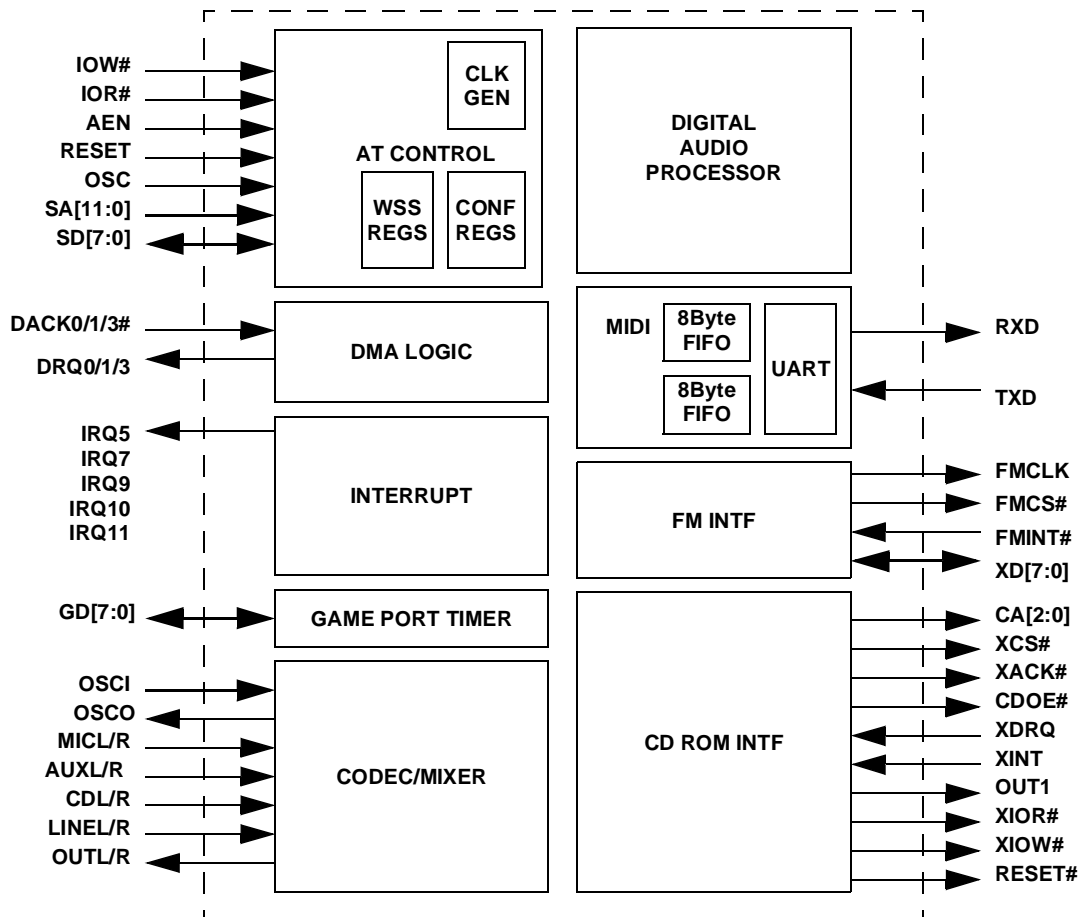 IOW#
IOR#
AEN
RESET
OSC
SA[11:0]
SD[7:0]
CLK
GEN
AT CONTROL
WSS
REGS
CONF
REGS
DIGITAL
AUDIO
PROCESSOR
DACK0/1/3#
DRQ0/1/3
DMA LOGIC
MIDI
8Byte
FIFO
8Byte
FIFO
UART
RXD
TXD
IRQ5
IRQ7
IRQ9
IRQ10
IRQ11
INTERRUPT
FM INTF
FMCLK
FMCS#
FMINT#
XD[7:0]
GD[7:0]
GAME PORT TIMER
OSCI
OSCO
MICL/R
AUXL/R
CDL/R
LINEL/R
OUTL/R
CODEC/MIXER
CD ROM INTF
CA[2:0]
XCS#
XACK#
CDOE#
XDRQ
XINT
OUT1
XIOR#
XIOW#
RESET#